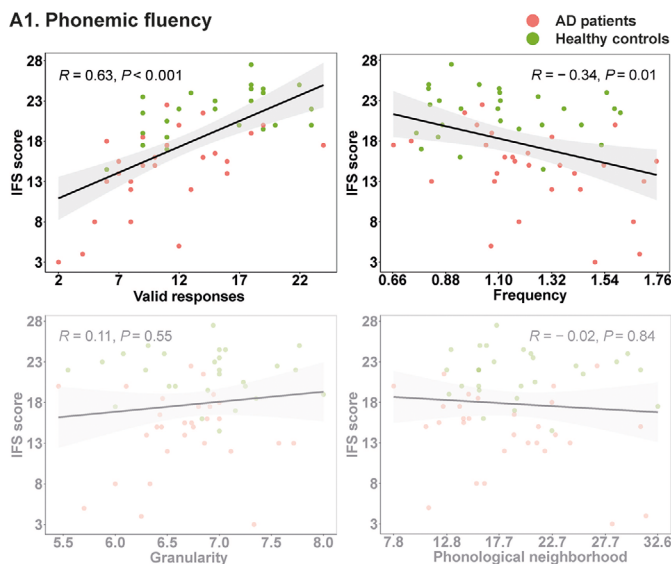 A1. Phonemic fluency
AD patients
Healthy controls
R = 0.63, P < 0.001
IFS score
28
23
18
13
8
3
2 7 12 17 22
Valid responses
R = − 0.34, P = 0.01
IFS score
28
23
18
13
8
3
0.66 0.88 1.10 1.32 1.54 1.76
Frequency
R = 0.11, P = 0.55
IFS score
28
23
18
13
8
3
5.5 6.0 6.5 7.0 7.5 8.0
Granularity
R = − 0.02, P = 0.84
IFS score
28
23
18
13
8
3
7.8 12.8 17.7 22.7 27.7 32.6
Phonological neighborhood